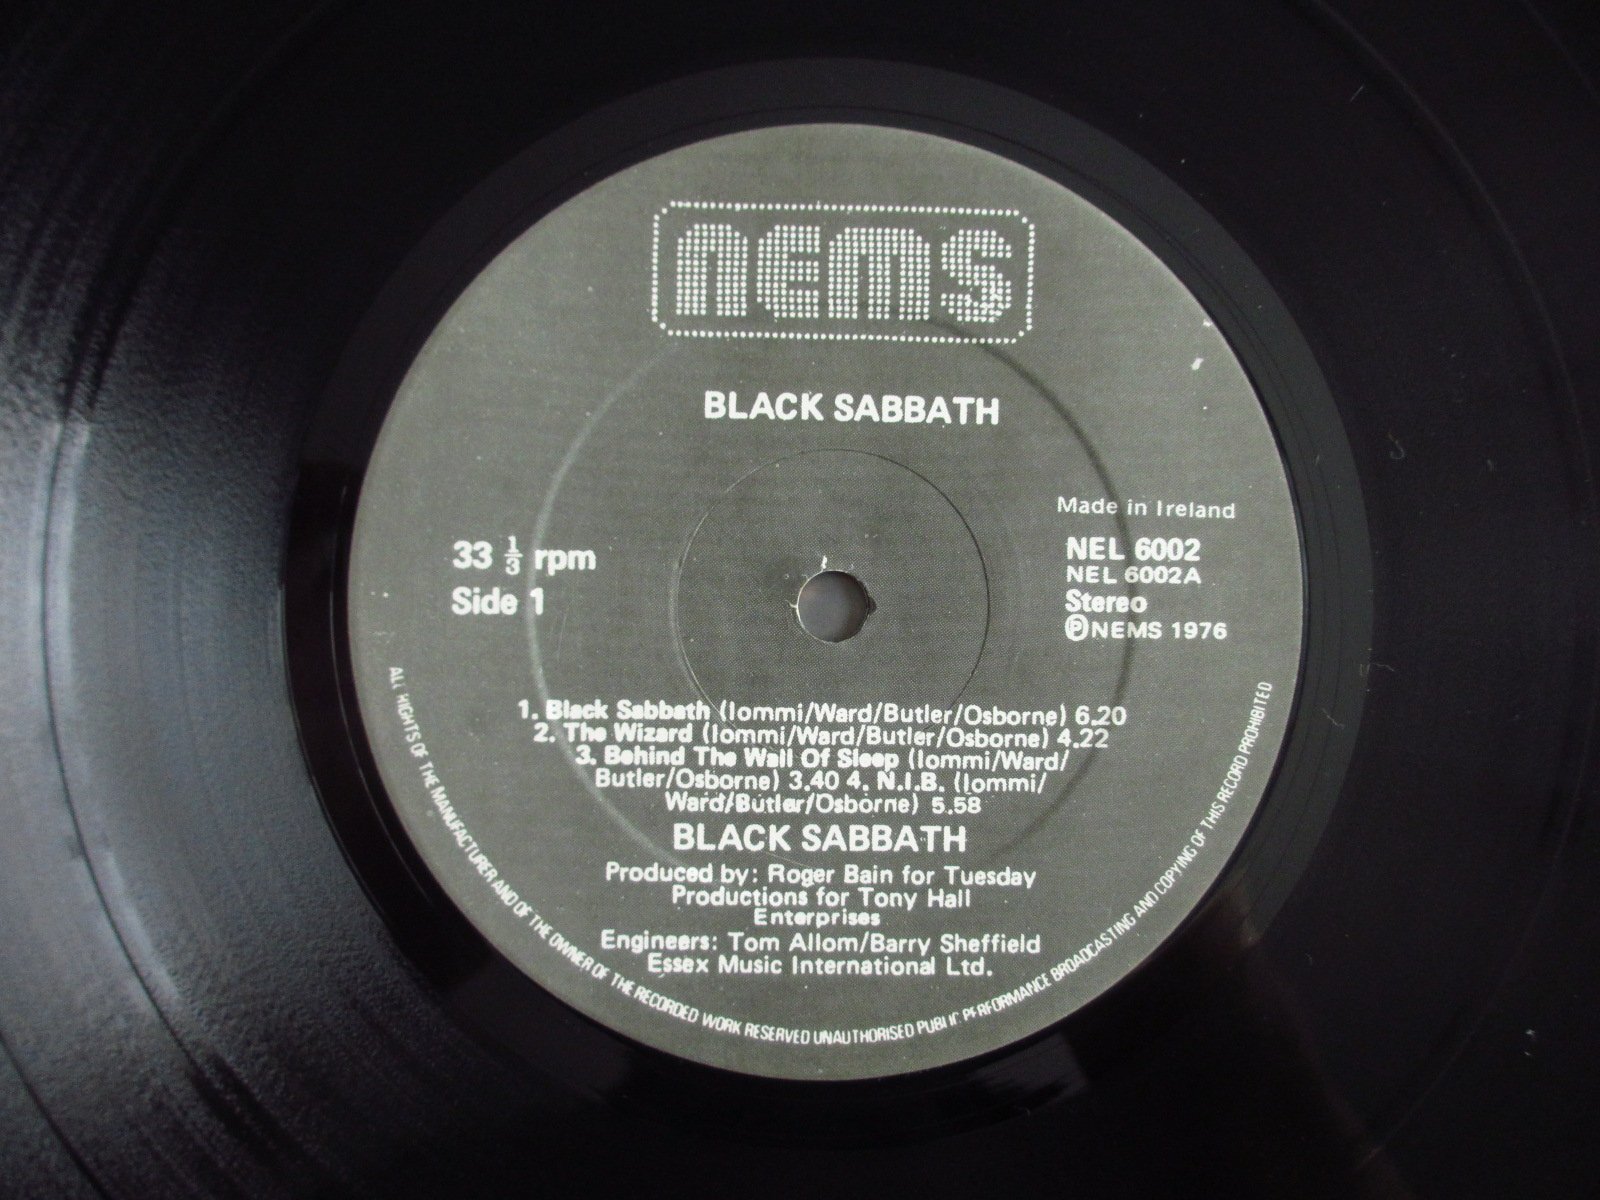 nems
BLACK SABBATH
Made in Ireland
33 1/3 rpm
Side 1
NEL 6002
NEL 6002A
Stereo
℗NEMS 1976
1. Black Sabbath (Iommi/Ward/Butler/Osborne) 6.20
2. The Wizard (Iommi/Ward/Butler/Osborne) 4.22
3. Behind The Wall Of Sleep (Iommi/Ward/
Butler/Osborne) 3.40 4. N.I.B. (Iommi/
Ward/Butler/Osborne) 5.58
BLACK SABBATH
Produced by: Roger Bain for Tuesday
Productions for Tony Hall
Enterprises
Engineers: Tom Allom/Barry Sheffield
Essex Music International Ltd.
ALL RIGHTS OF THE MANUFACTURER AND OF THE OWNER OF THE RECORDED WORK RESERVED UNAUTHORISED PUBLIC PERFORMANCE BROADCASTING AND COPYING OF THIS RECORD PROHIBITED